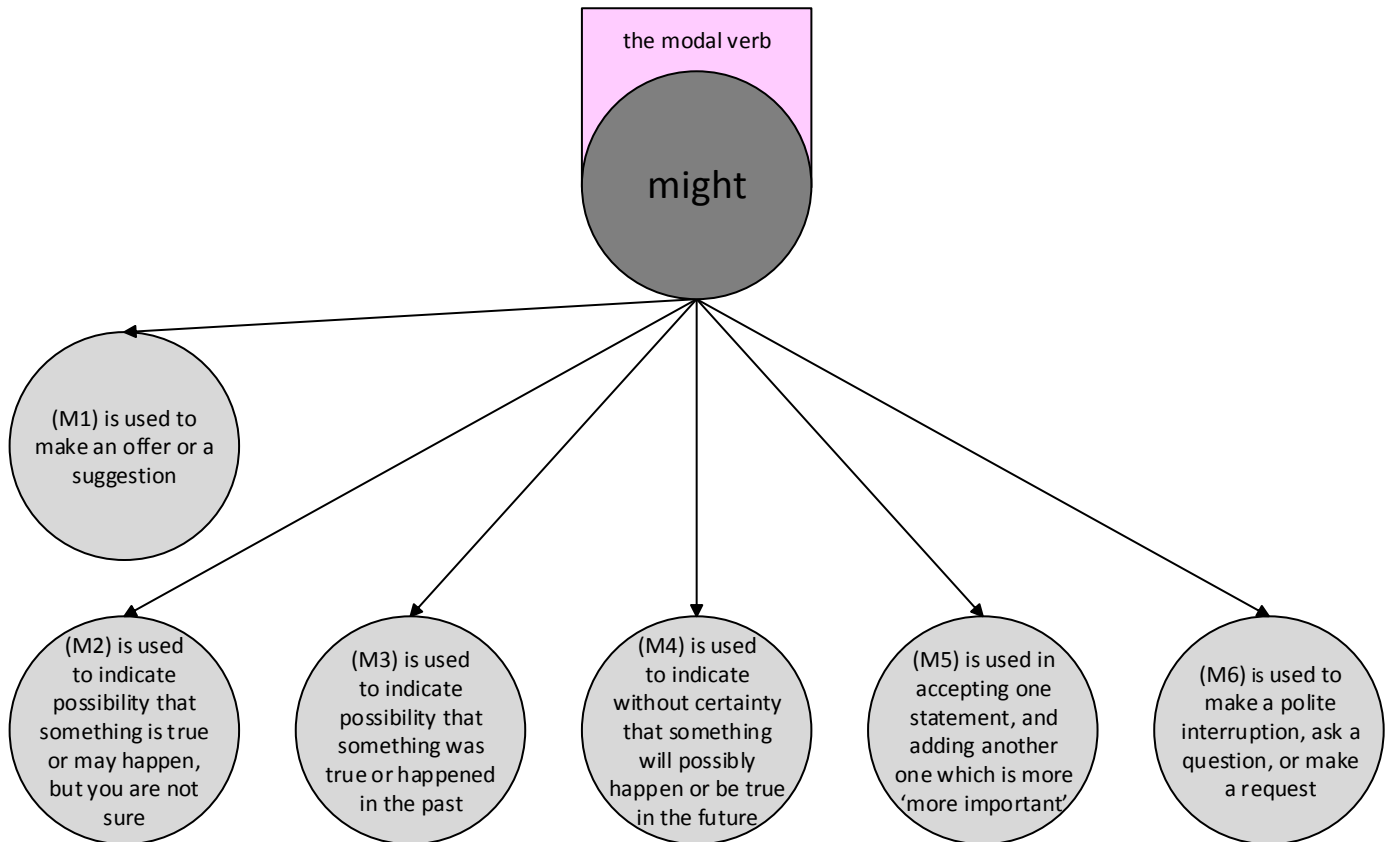 the modal verb
might
(M1) is used to
make an offer or a
suggestion
(M2) is used
to indicate
possibility that
something is true
or may happen,
but you are not
sure
(M3) is used
to indicate
possibility that
something was
true or happened
in the past
(M4) is used
to indicate
without certainty
that something
will possibly
happen or be true
in the future
(M5) is used in
accepting one
statement, and
adding another
one which is more
‘more important’
(M6) is used to
make a polite
interruption, ask a
question, or make
a request